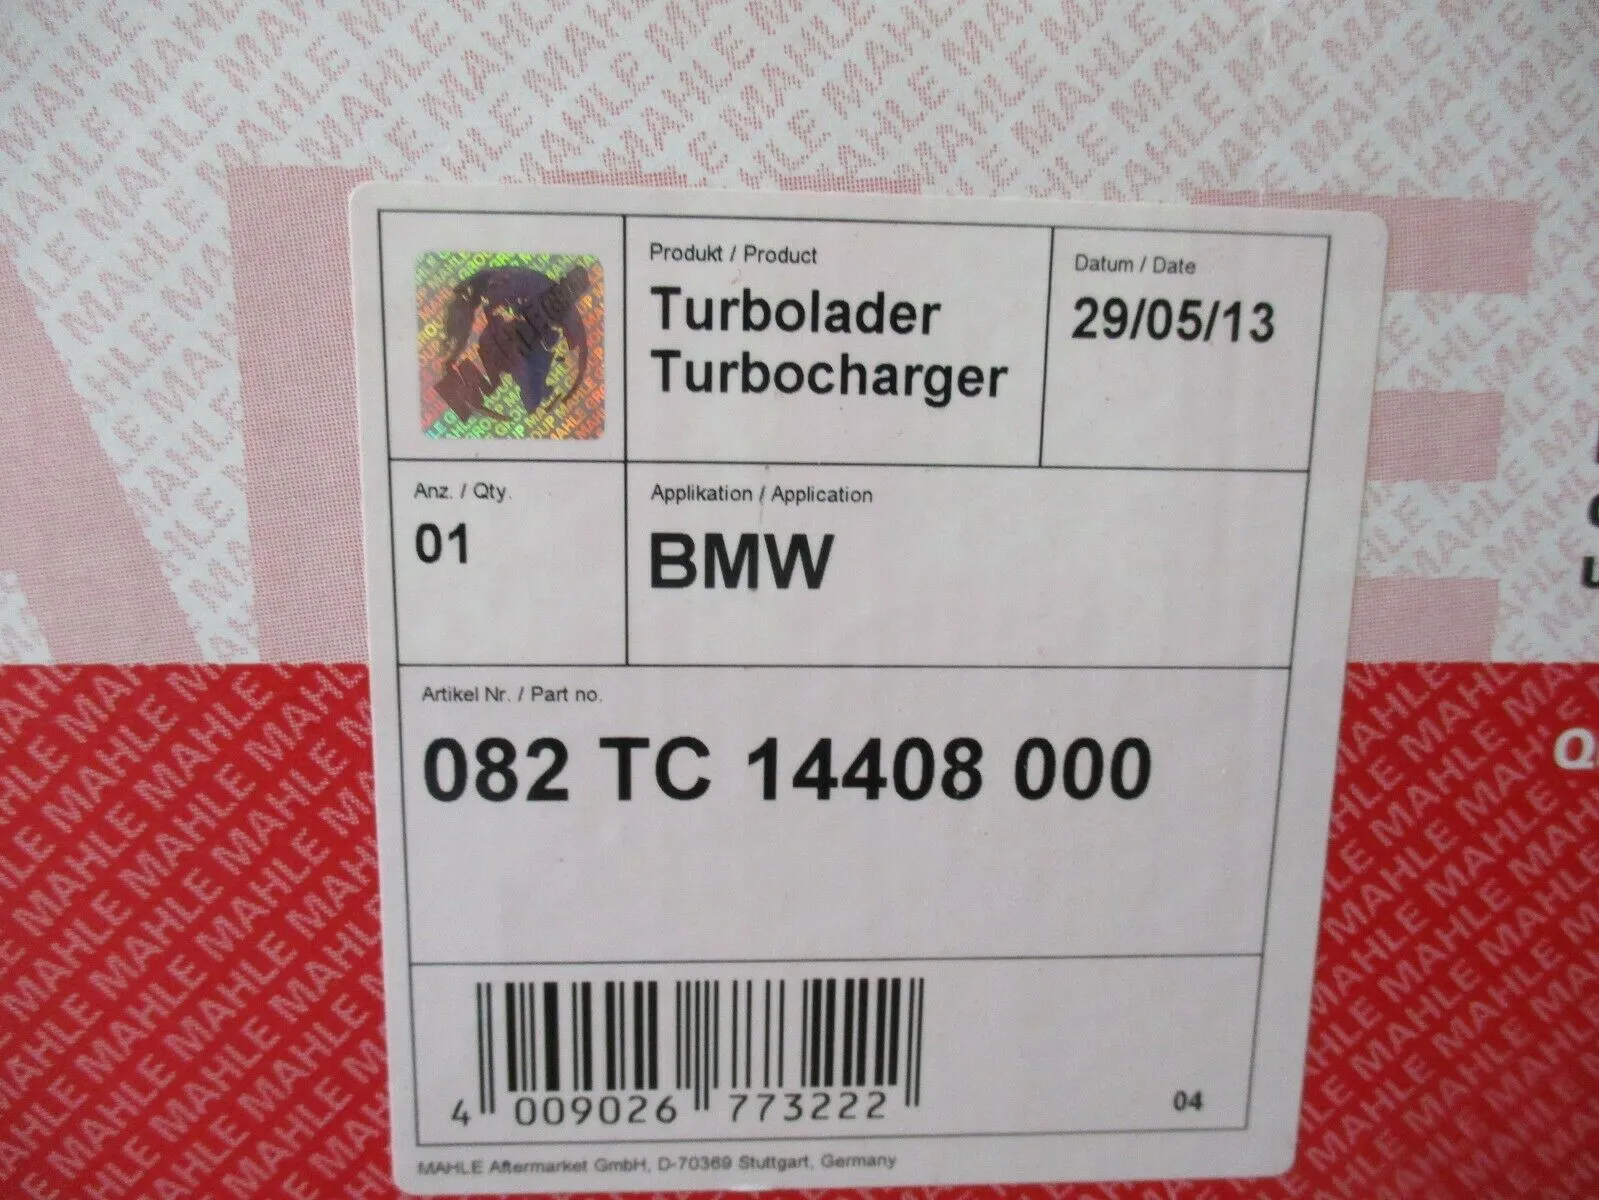 Produkt / Product
Turbolader
Turbocharger
Datum / Date
29/05/13
Anz. / Qty.
01
Applikation / Application
BMW
Artikel Nr. / Part no.
082 TC 14408 000
4 009026 773222
04
MAHLE Aftermarket GmbH, D-70369 Stuttgart, Germany
MAHLE